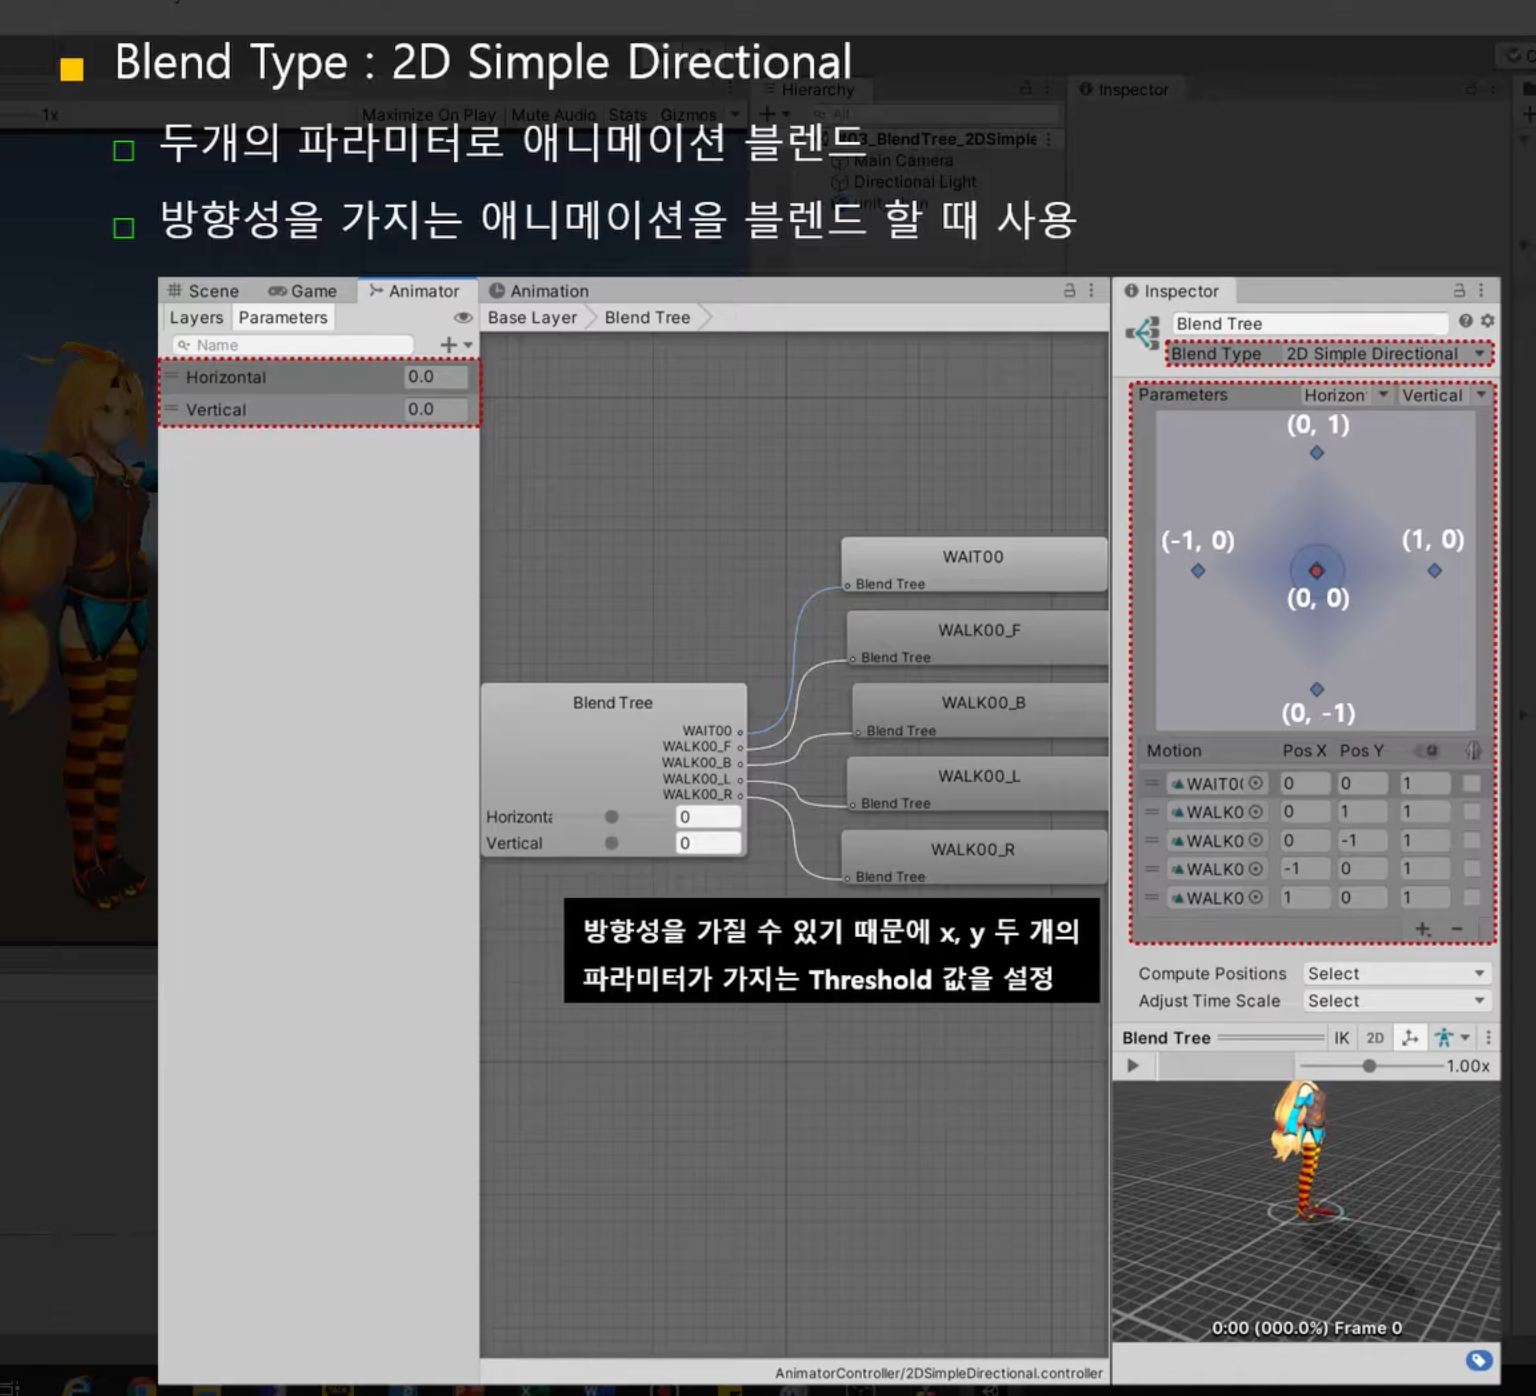 Blend Type : 2D Simple Directional
두개의 파라미터로 애니메이션 블렌드
방향성을 가지는 애니메이션을 블렌드 할 때 사용
1x
Maximize On Play Mute Audio Stats Gizmos
Hierarchy
All
Inspector
03_BlendTree_2DSimple
Main Camera
Directional Light
Scene Game Animator Animation
Layers Parameters
Base Layer Blend Tree
Name
Horizontal 0.0
Vertical 0.0
WAIT00
Blend Tree
WALK00_F
Blend Tree
WALK00_B
Blend Tree
WALK00_L
Blend Tree
WALK00_R
Blend Tree
Blend Tree
WAIT00
WALK00_F
WALK00_B
WALK00_L
WALK00_R
Horizonta 0
Vertical 0
방향성을 가질 수 있기 때문에 x, y 두 개의
파라미터가 가지는 Threshold 값을 설정
AnimatorController/2DSimpleDirectional.controller
Inspector
Blend Tree
Blend Type 2D Simple Directional
Parameters Horizon Vertical
(0, 1)
(-1, 0) (1, 0)
(0, 0)
(0, -1)
Motion Pos X Pos Y
WAIT0 0 0 1
WALK0 0 1 1
WALK0 0 -1 1
WALK0 -1 0 1
WALK0 1 0 1
Compute Positions Select
Adjust Time Scale Select
Blend Tree IK 2D
1.00x
0:00 (000.0%) Frame 0